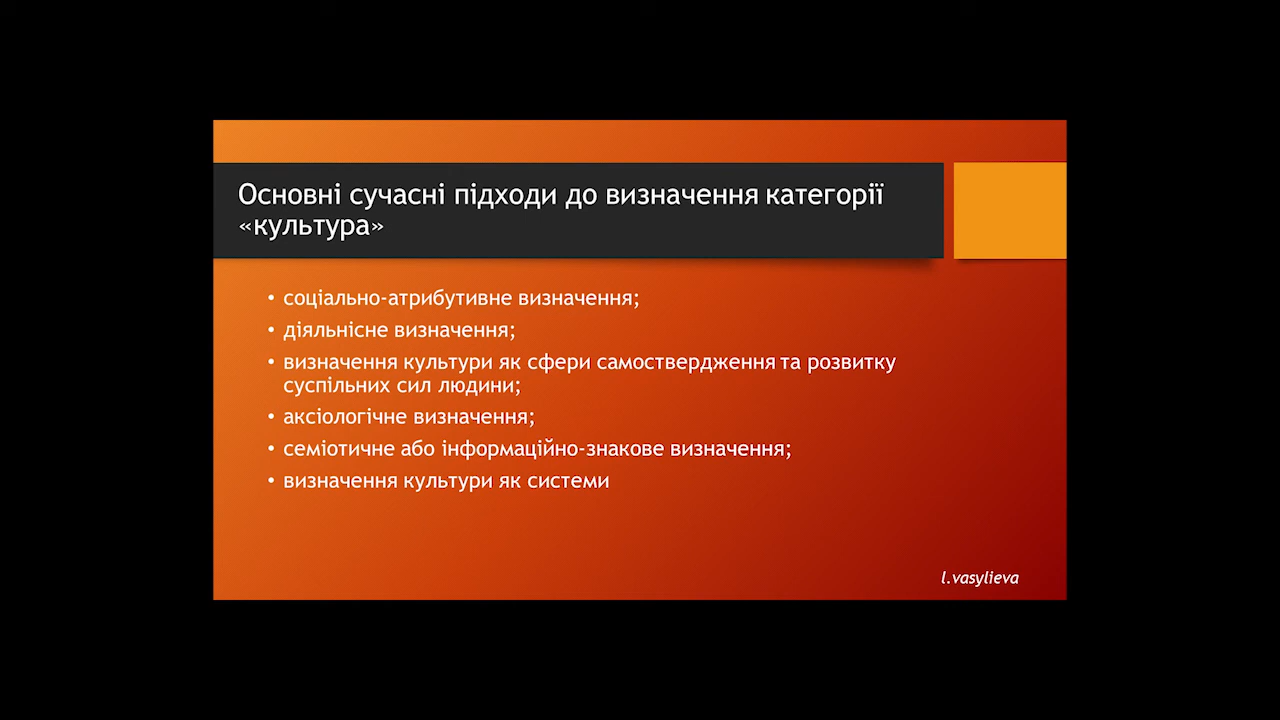 Основні сучасні підходи до визначення категорії
«культура»
• соціально-атрибутивне визначення;
• діяльнісне визначення;
• визначення культури як сфери самоствердження та розвитку
суспільних сил людини;
• аксіологічне визначення;
• семіотичне або інформаційно-знакове визначення;
• визначення культури як системи
l.vasylieva